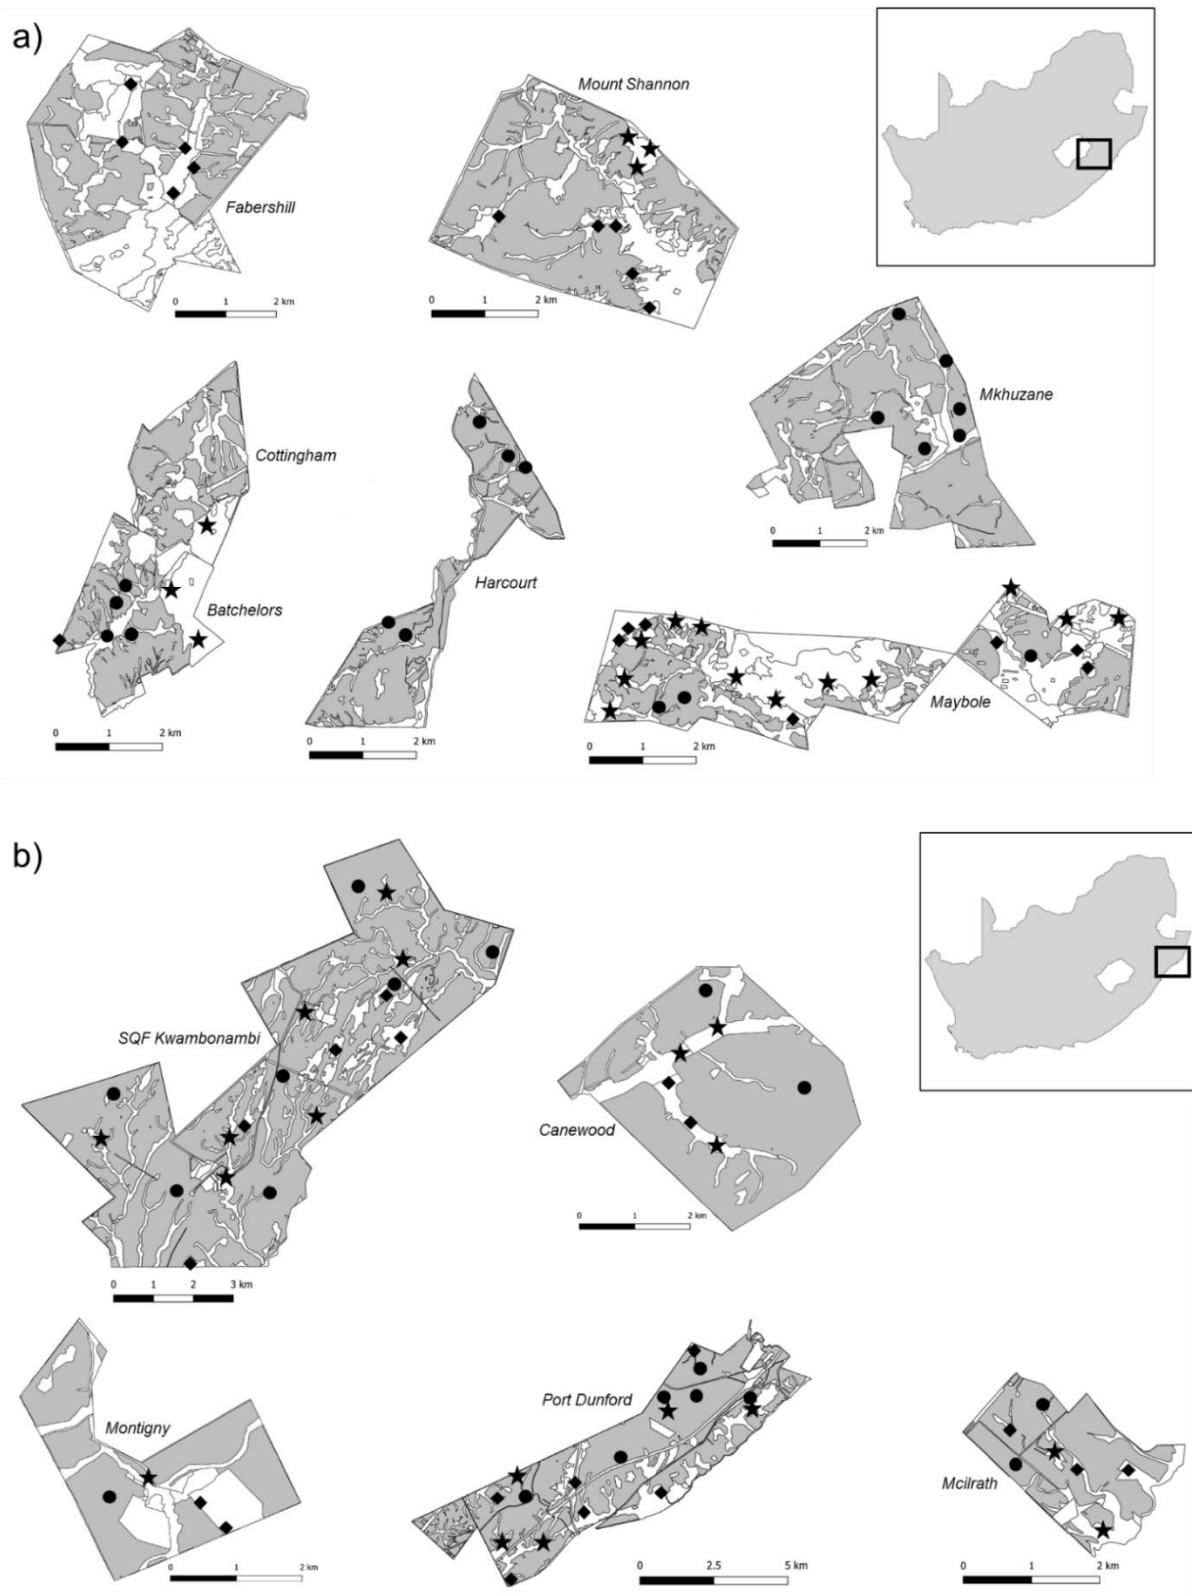 a)
Mount Shannon
Fabershill
0 1 2 km
0 1 2 km
Mkhuzane
Cottingham
0 1 2 km
Harcourt
Batchelors
Maybole
0 1 2 km
0 1 2 km
0 1 2 km
b)
SQF Kwambonambi
Canewood
0 1 2 km
0 1 2 3 km
Port Dunford
Montigny
Mcilrath
0 1 2 km
0 2.5 5 km
0 1 2 km